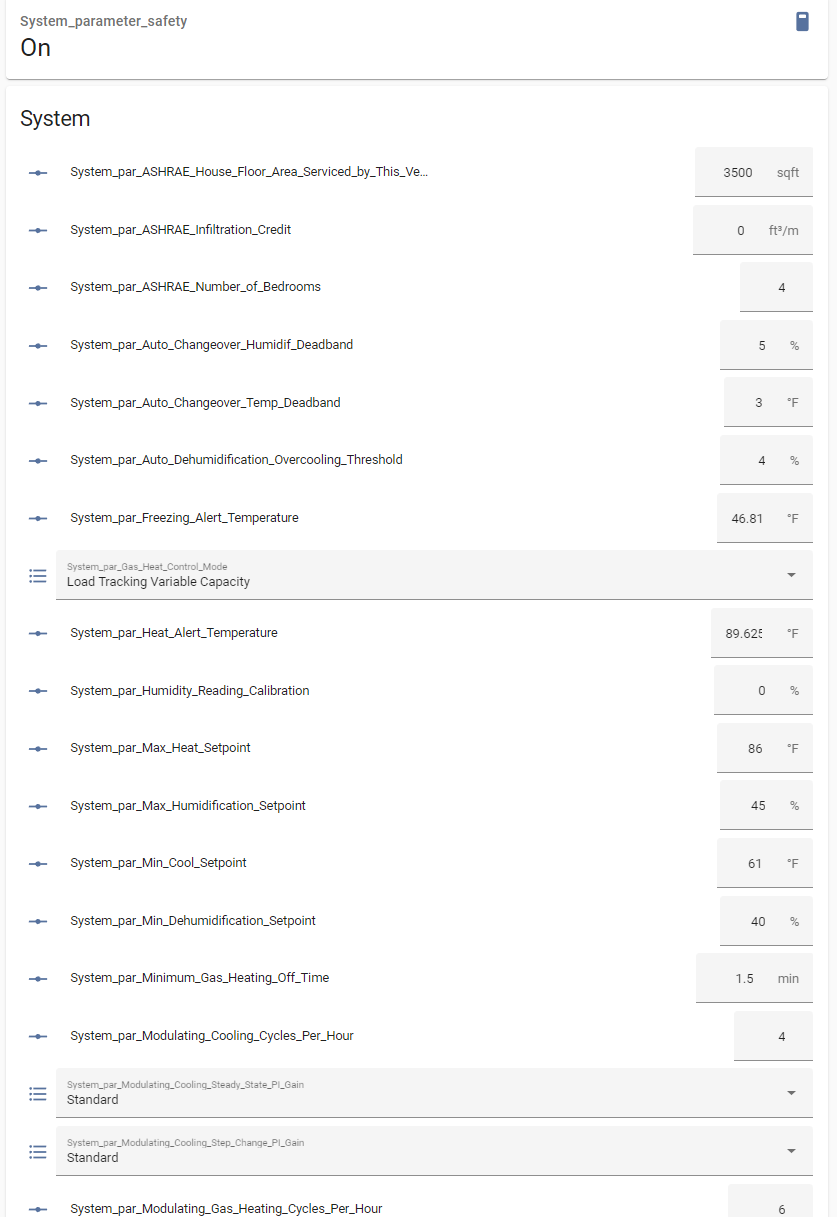 System_parameter_safety
On
System
System_par_ASHRAE_House_Floor_Area_Serviced_by_This_Ve...
3500 sqft
System_par_ASHRAE_Infiltration_Credit
0 ft³/m
System_par_ASHRAE_Number_of_Bedrooms
4
System_par_Auto_Changeover_Humidif_Deadband
5 %
System_par_Auto_Changeover_Temp_Deadband
3 °F
System_par_Auto_Dehumidification_Overcooling_Threshold
4 %
System_par_Freezing_Alert_Temperature
46.81 °F
System_par_Gas_Heat_Control_Mode
Load Tracking Variable Capacity
System_par_Heat_Alert_Temperature
89.625 °F
System_par_Humidity_Reading_Calibration
0 %
System_par_Max_Heat_Setpoint
86 °F
System_par_Max_Humidification_Setpoint
45 %
System_par_Min_Cool_Setpoint
61 °F
System_par_Min_Dehumidification_Setpoint
40 %
System_par_Minimum_Gas_Heating_Off_Time
1.5 min
System_par_Modulating_Cooling_Cycles_Per_Hour
4
System_par_Modulating_Cooling_Steady_State_PI_Gain
Standard
System_par_Modulating_Cooling_Step_Change_PI_Gain
Standard
System_par_Modulating_Gas_Heating_Cycles_Per_Hour
6